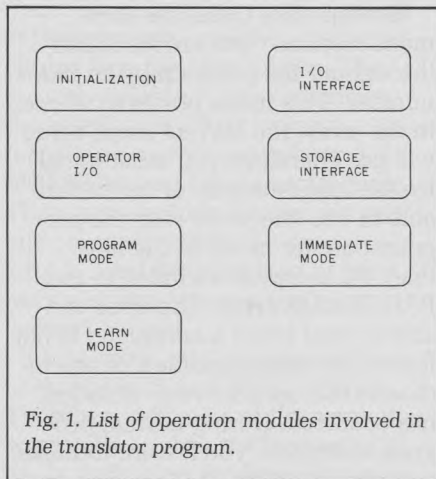 INITIALIZATION
I/O
INTERFACE
OPERATOR
I/O
STORAGE
INTERFACE
PROGRAM
MODE
IMMEDIATE
MODE
LEARN
MODE
Fig. 1. List of operation modules involved in
the translator program.